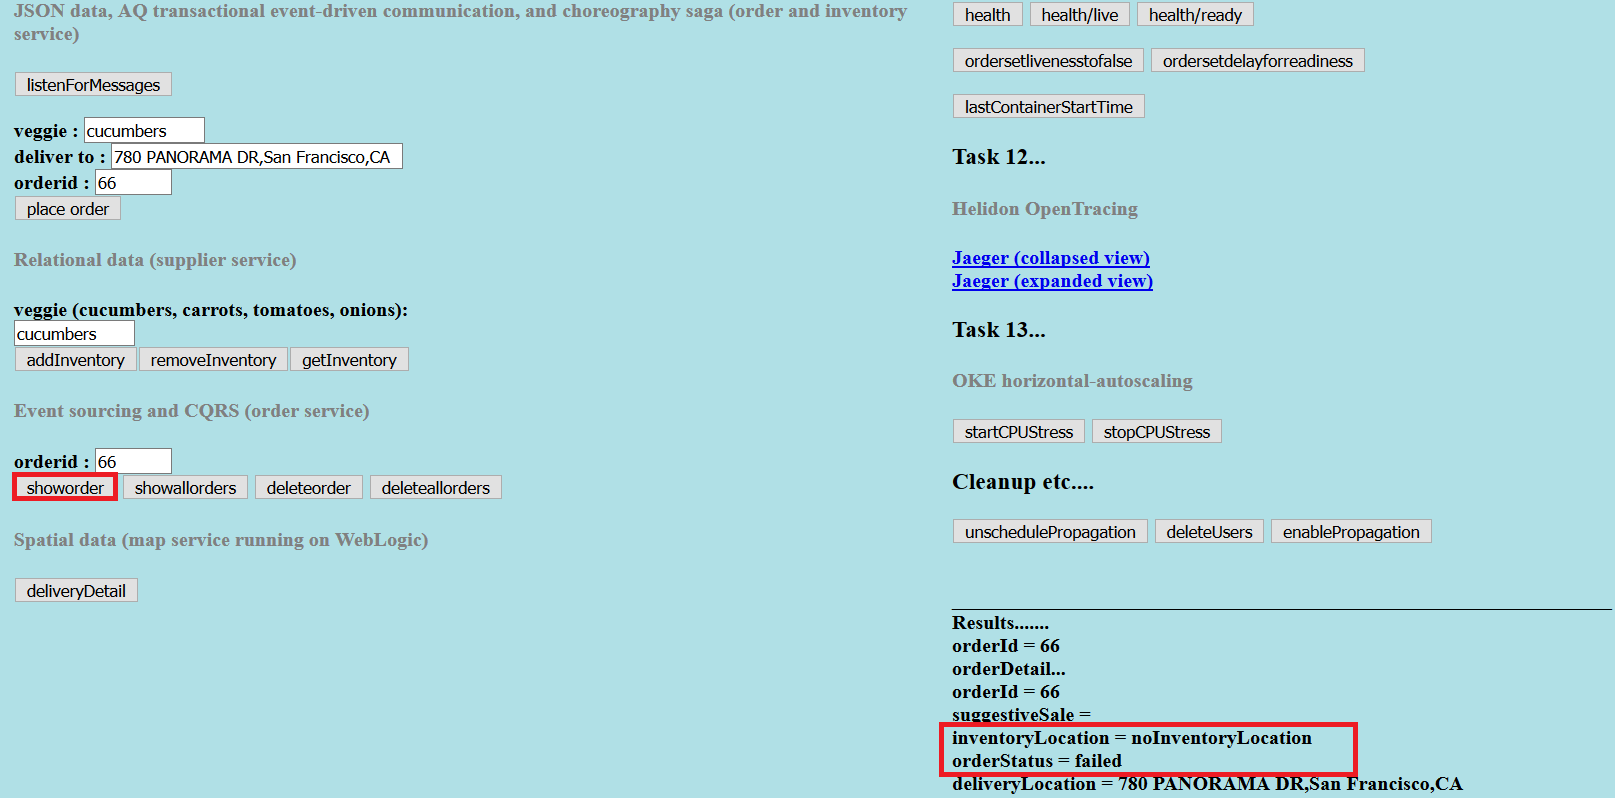 JSON data, AQ transactional event-driven communication, and choreography saga (order and inventory
service)
listenForMessages
veggie : cucumbers
deliver to : 780 PANORAMA DR,San Francisco,CA
orderid : 66
place order
Relational data (supplier service)
veggie (cucumbers, carrots, tomatoes, onions):
cucumbers
addInventory removeInventory getInventory
Event sourcing and CQRS (order service)
orderid : 66
showorder showallorders deleteorder deleteallorders
Spatial data (map service running on WebLogic)
deliveryDetail
health health/live health/ready
ordersetlivenesstofalse ordersetdelayforreadiness
lastContainerStartTime
Task 12...
Helidon OpenTracing
Jaeger (collapsed view)
Jaeger (expanded view)
Task 13...
OKE horizontal-autoscaling
startCPUStress stopCPUStress
Cleanup etc....
unschedulePropagation deleteUsers enablePropagation
Results.......
orderId = 66
orderDetail...
orderId = 66
suggestiveSale =
inventoryLocation = noInventoryLocation
orderStatus = failed
deliveryLocation = 780 PANORAMA DR,San Francisco,CA